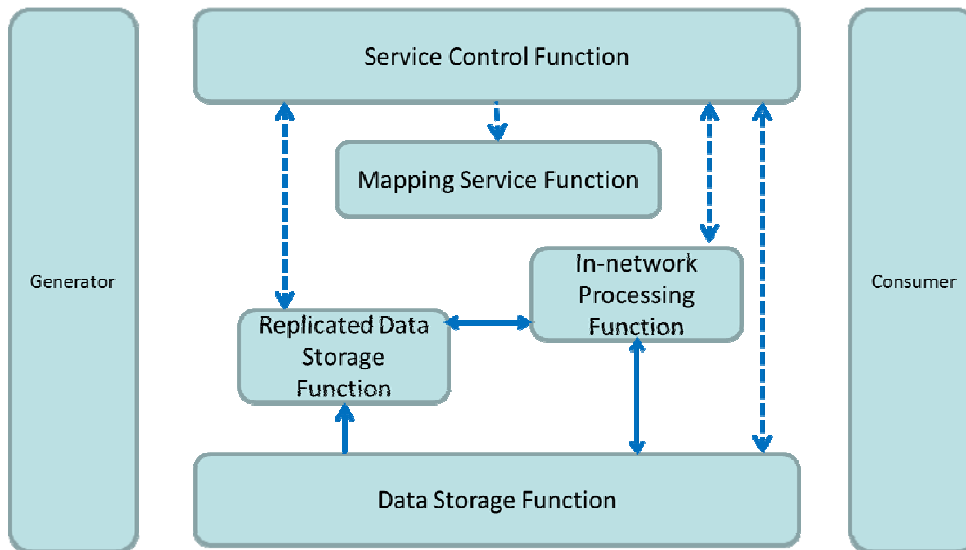 Service Control Function
Mapping Service Function
Generator
In-network
Processing
Function
Consumer
Replicated Data
Storage
Function
Data Storage Function